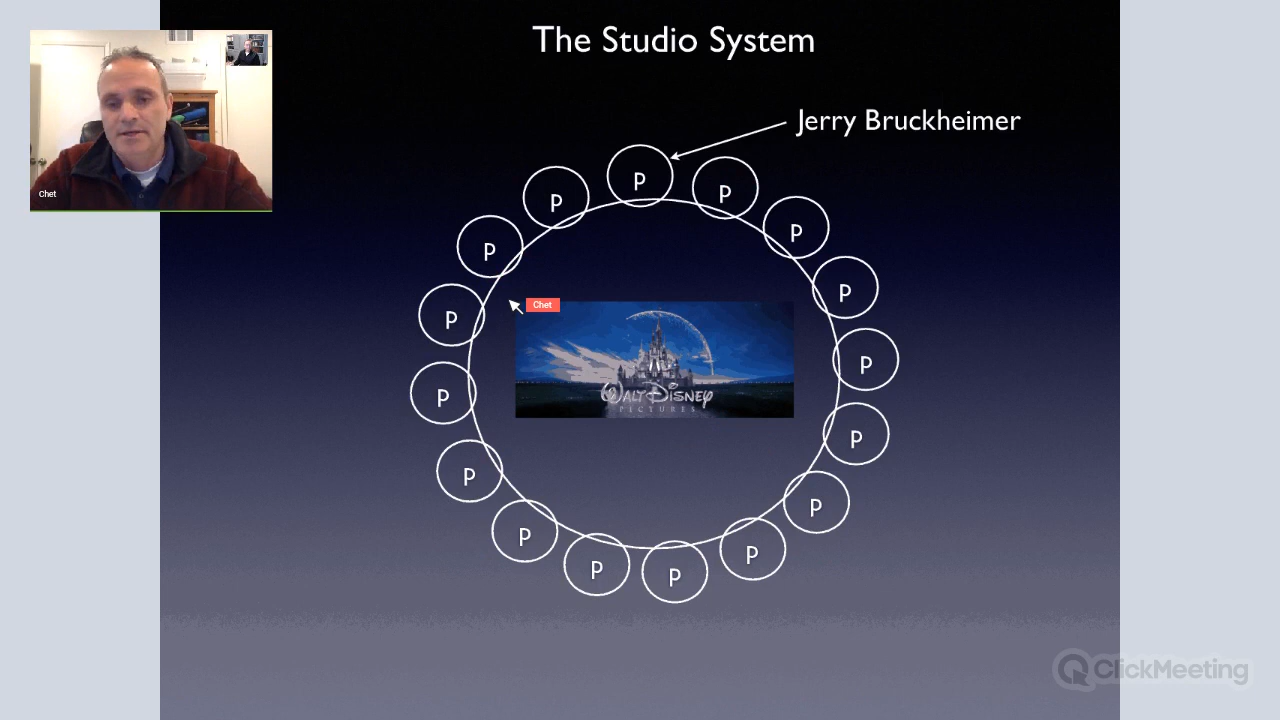 The Studio System
Jerry Bruckheimer
Chet
P
P
P
P
P
P
Chet
P
P
WALT DISNEY
PICTURES
P
P
P
P
P
P
P
P
ClickMeeting